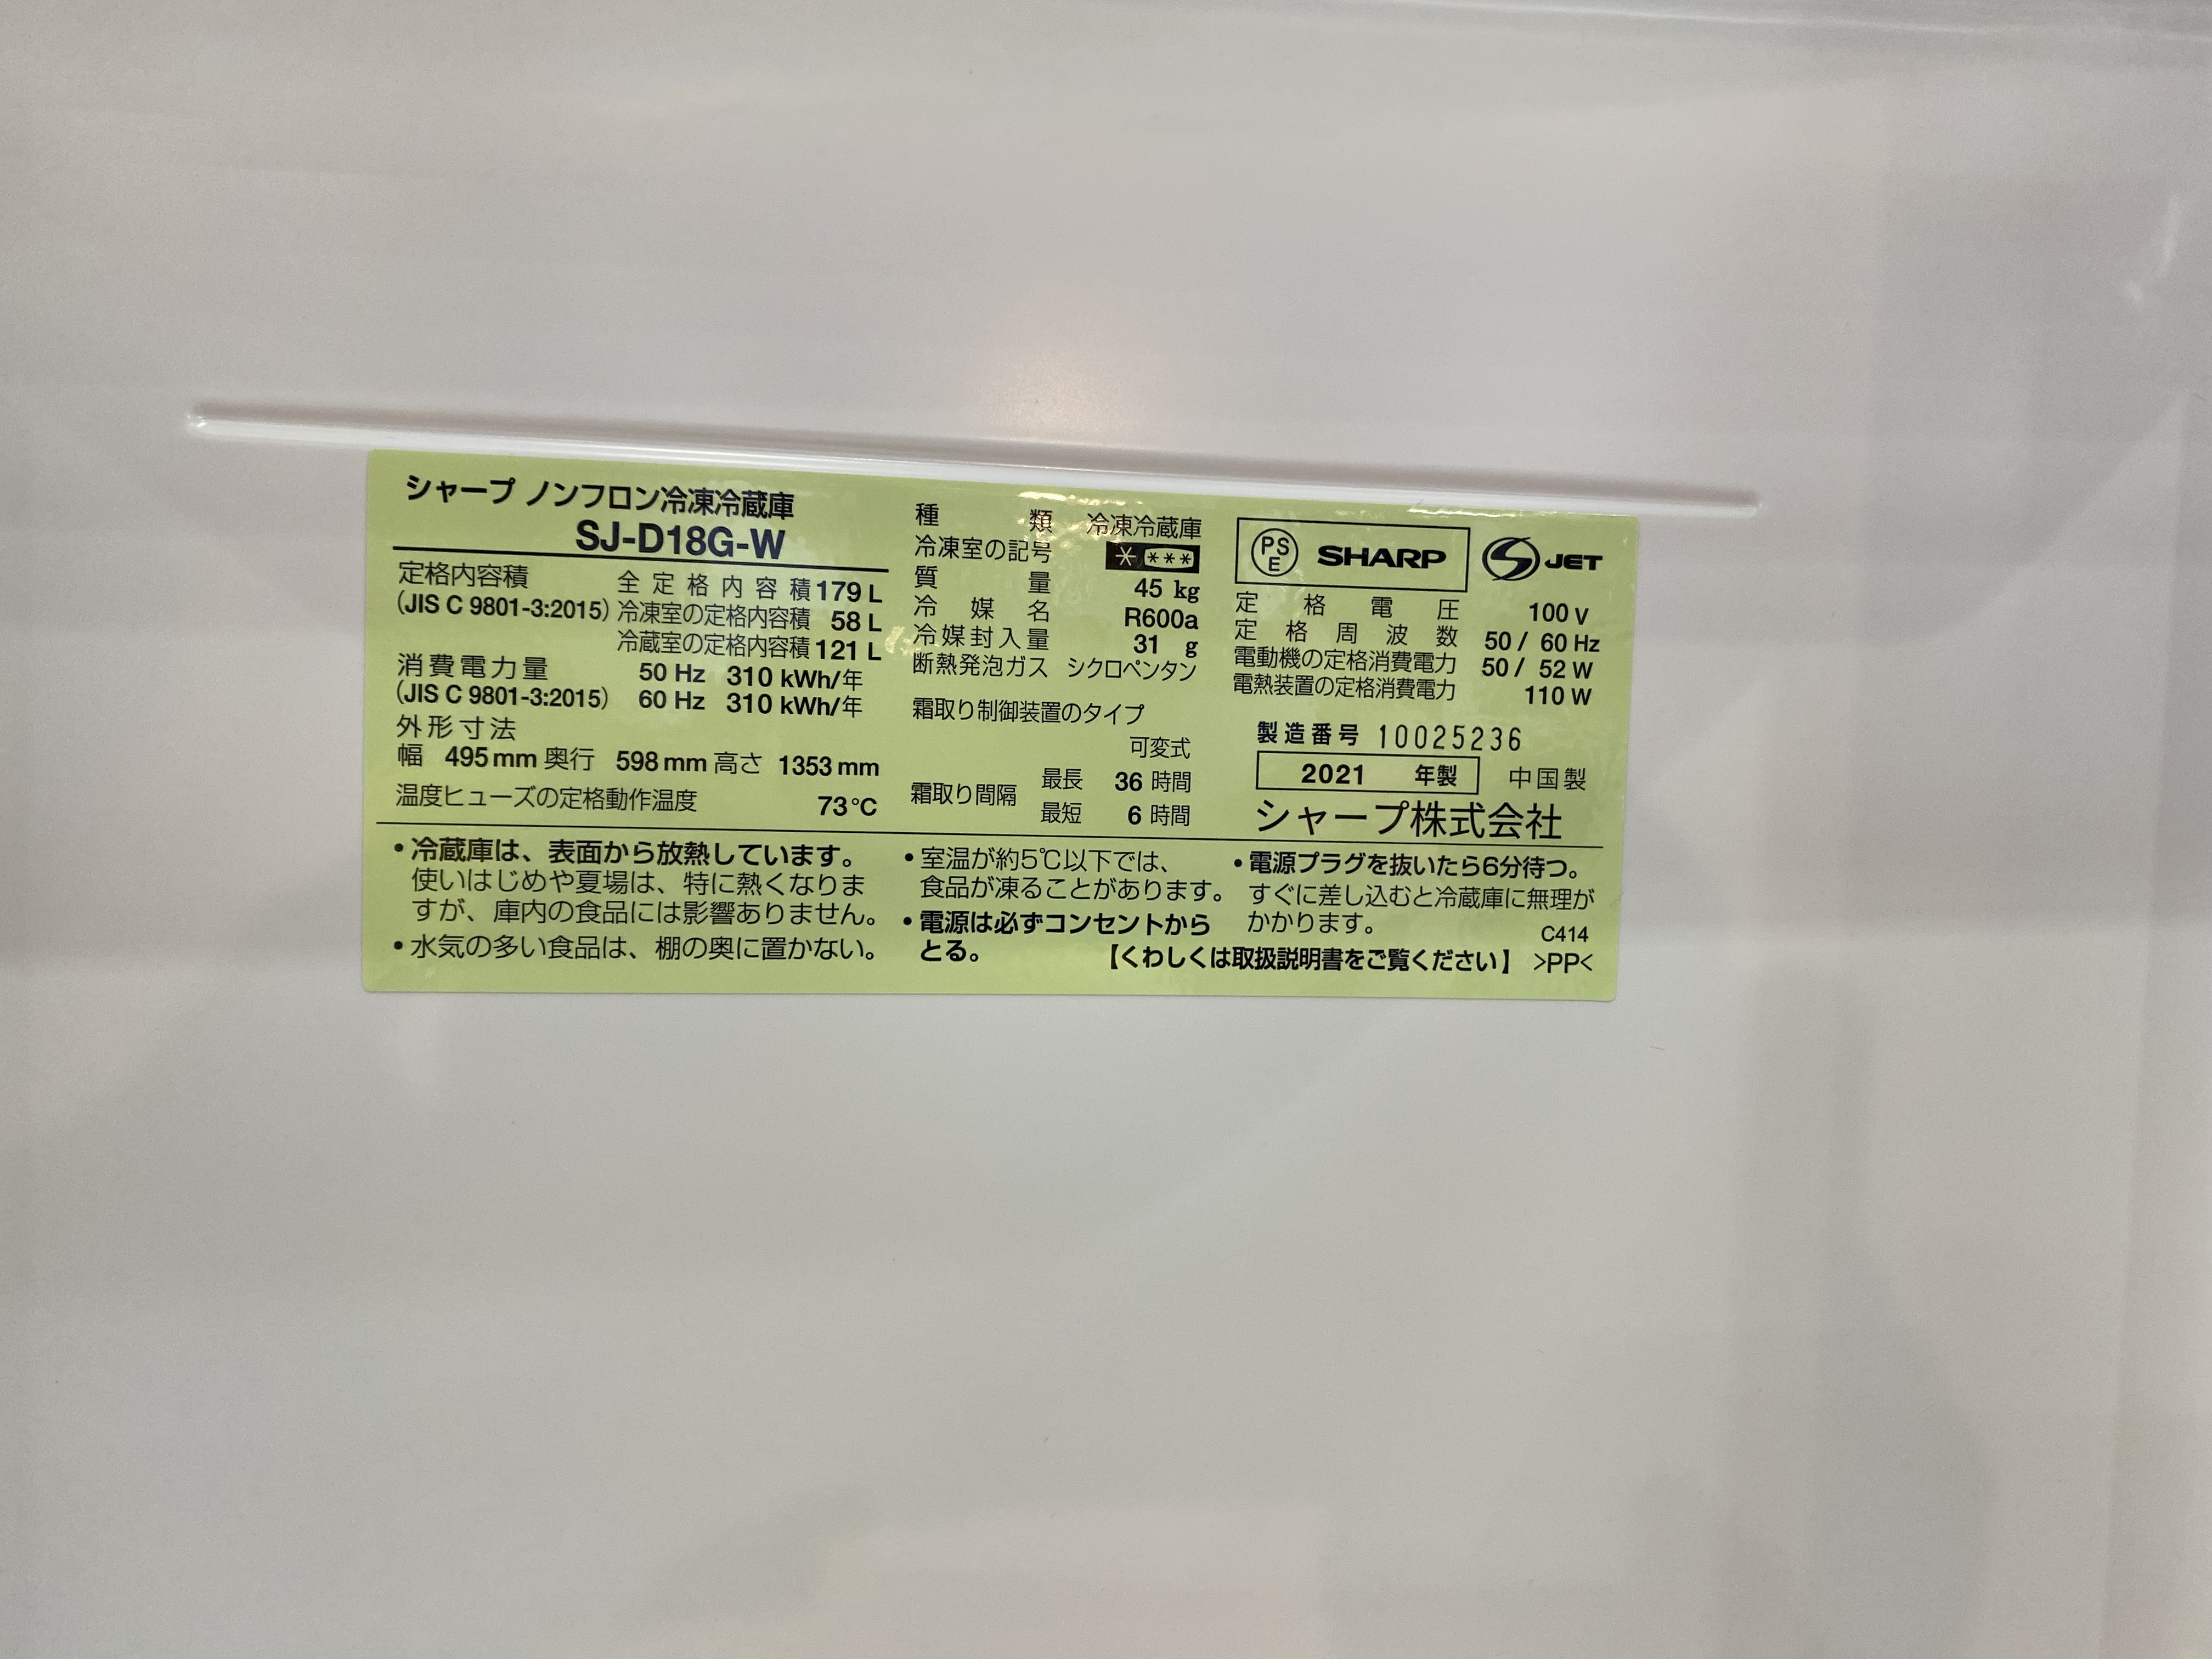 シャープ ノンフロン冷凍冷蔵庫
SJ-D18G-W
定格内容積 全定格内容積 179 L
(JIS C 9801-3:2015) 冷凍室の定格内容積 58 L
冷蔵室の定格内容積 121 L
消費電力量 50 Hz 310 kWh/年
(JIS C 9801-3:2015) 60 Hz 310 kWh/年
外形寸法
幅 495 mm 奥行 598 mm 高さ 1353 mm
温度ヒューズの定格動作温度 73℃
種類 冷凍冷蔵庫
冷凍室の記号 * ***
質量 45 kg
冷媒名 R600a
冷媒封入量 31 g
断熱発泡ガス シクロペンタン
霜取り制御装置のタイプ
可変式
霜取り間隔 最長 36 時間
最短 6 時間
PSE SHARP JET
定格電圧 100 V
定格周波数 50 / 60 Hz
電動機の定格消費電力 50 / 52 W
電熱装置の定格消費電力 110 W
製造番号 10025236
2021 年製 中国製
シャープ株式会社
・冷蔵庫は、表面から放熱しています。
使いはじめや夏場は、特に熱くなりま
すが、庫内の食品には影響ありません。
・水気の多い食品は、棚の奥に置かない。
・室温が約5℃以下では、
食品が凍ることがあります。
・電源は必ずコンセントから
とる。
・電源プラグを抜いたら6分待つ。
すぐに差し込むと冷蔵庫に無理が
かかります。
C414
【くわしくは取扱説明書をご覧ください】 >PP<